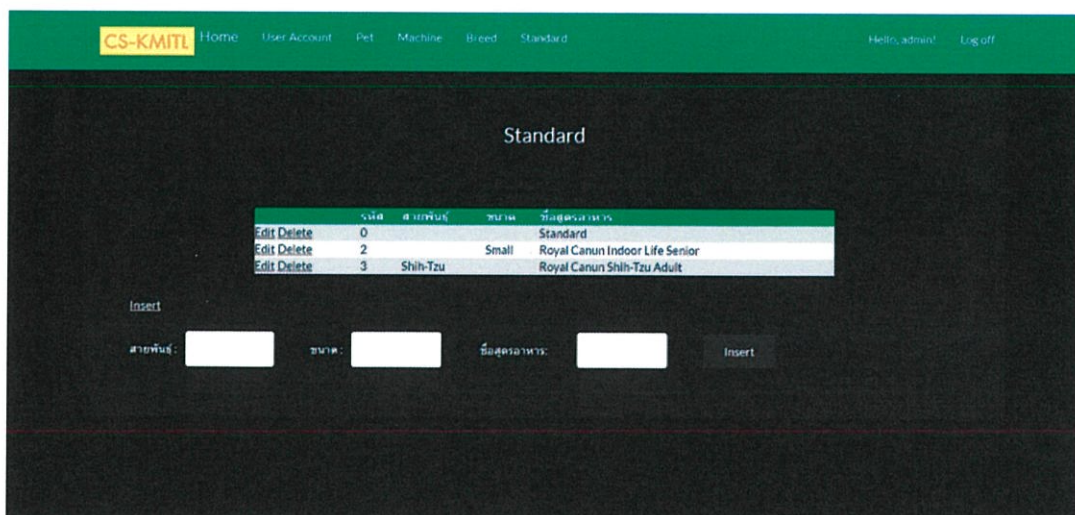 CS-KMITL Home User Account Pet Machine Breed Standard Hello, admin! Log off
Standard
รหัส สายพันธุ์ ขนาด ชื่อสูตรอาหาร
Edit Delete 0 Standard
Edit Delete 2 Small Royal Canun Indoor Life Senior
Edit Delete 3 Shih-Tzu Royal Canun Shih-Tzu Adult
Insert
สายพันธุ์ : ขนาด : ชื่อสูตรอาหาร: Insert